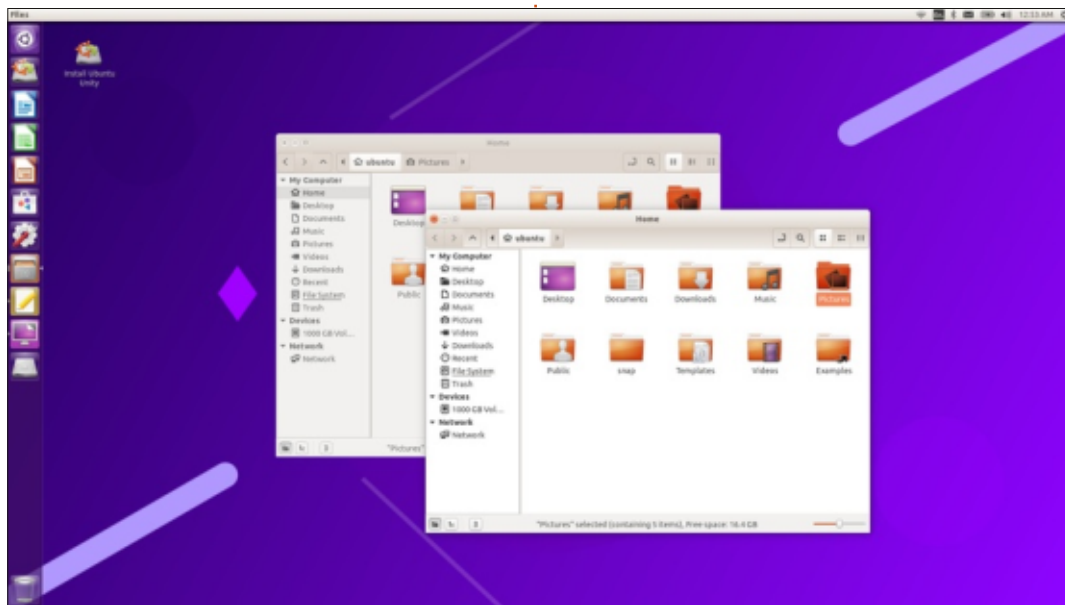 Files
12:33 AM
Install Ubuntu
Unity
Home
ubuntu
Pictures
My Computer
Home
Desktop
Documents
Music
Pictures
Videos
Downloads
Recent
File System
Trash
Devices
1000 GB Vol...
Network
Network
Desktop
Public
"Pictures"
Home
ubuntu
My Computer
Home
Desktop
Documents
Music
Pictures
Videos
Downloads
Recent
File System
Trash
Devices
1000 GB Vol...
Network
Network
Desktop Documents Downloads Music Pictures
Public snap Templates Videos Examples
"Pictures" selected (containing 5 items), Free space: 16.4 GB